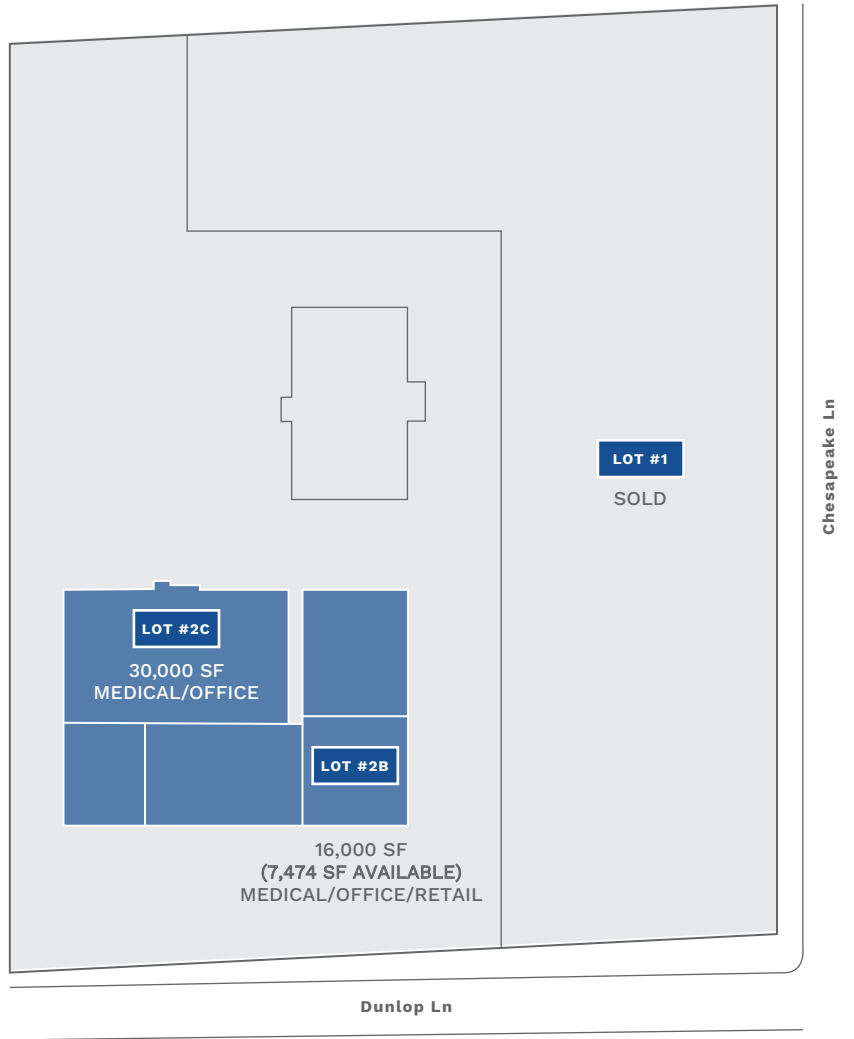 Chesapeake Ln
LOT #1
SOLD
LOT #2C
30,000 SF
MEDICAL/OFFICE
LOT #2B
16,000 SF
(7,474 SF AVAILABLE)
MEDICAL/OFFICE/RETAIL
Dunlop Ln